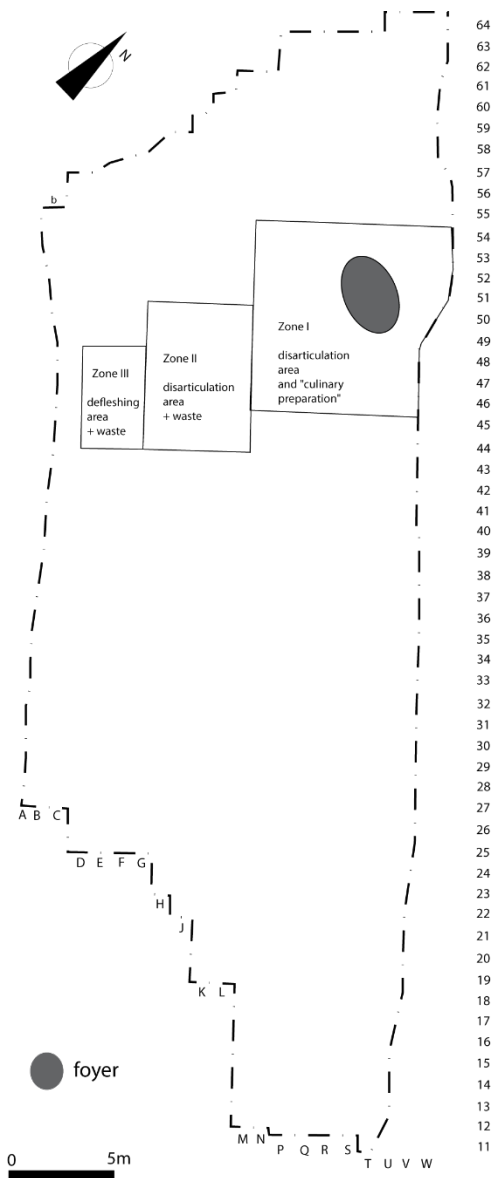 N
64
63
62
61
60
59
58
57
56
55
54
53
52
51
50
49
48
47
46
45
44
42
41
40
39
38
37
36
35
34
33
32
31
30
29
28
27
26
25
24
23
22
21
20
19
18
17
16
15
14
13
12
11
b
Zone I
disarticulation
area
and "culinary
preparation"
Zone II
disarticulation
area
+ waste
Zone III
defleshing
area
+ waste
A B C
D E F G
H
J
K L
M N
P Q R S
T U V W
foyer
0 5m